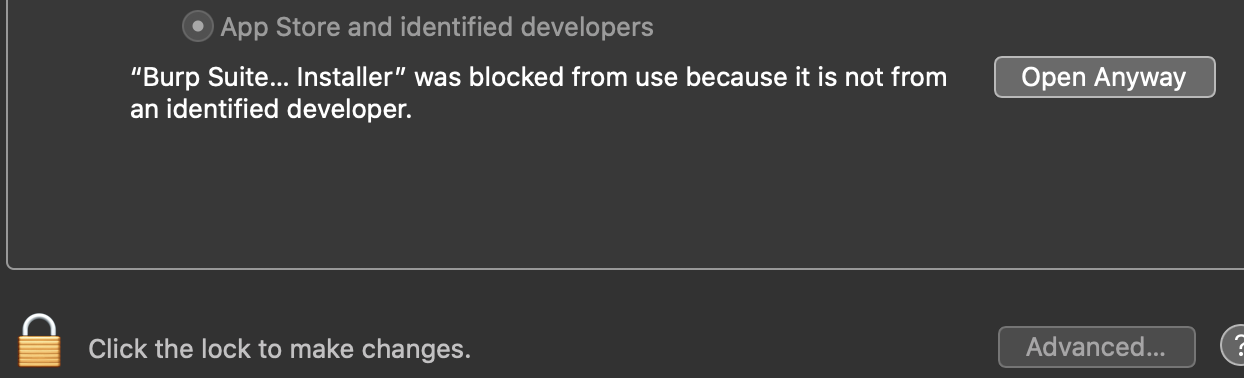 App Store and identified developers
“Burp Suite... Installer” was blocked from use because it is not from
Open Anyway
an identified developer.
Click the lock to make changes.
Advanced...
?